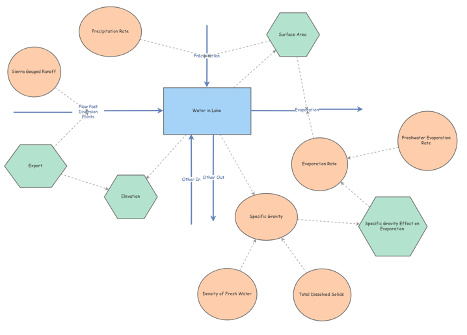 Precipitation Rate
Surface Area
Precipitation
Sierra Gauged Runoff
Flow Past
Diversion
Points
Water in Lake
Evaporation
Freshwater Evaporation
Rate
Export
Evaporation Rate
Other In
Other Out
Elevation
Specific Gravity
Specific Gravity Effect on
Evaporation
Density of Fresh Water
Total Dissolved Solids